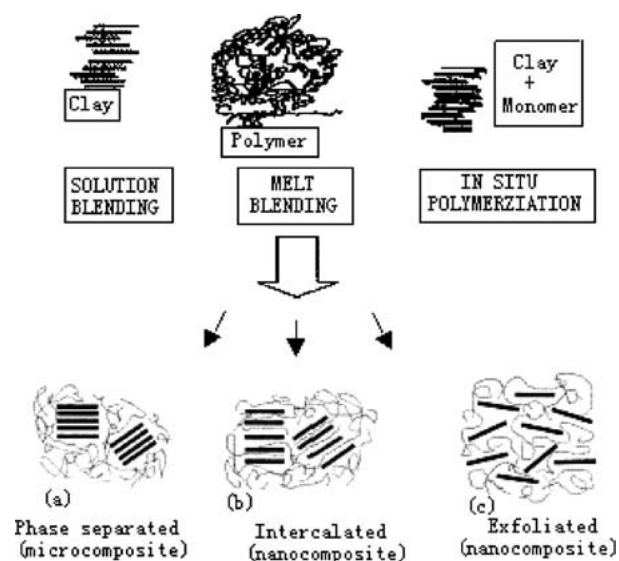 Clay
Polymer
Clay
+
Monomer
SOLUTION
BLENDING
MELT
BLENDING
IN SITU
POLYMERZIATION
(a)
Phase separated
(microcomposite)
(b)
Intercalated
(nanocomposite)
(c)
Exfoliated
(nanocomposite)